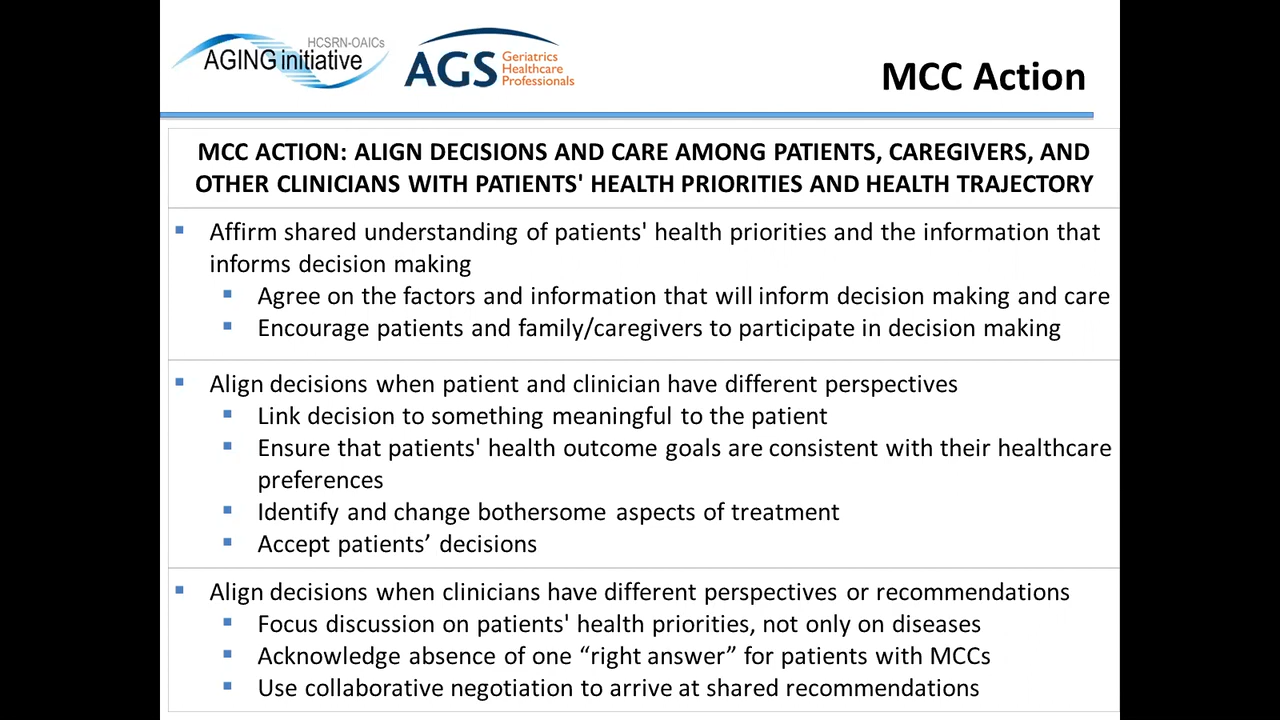 HCSRN-OAICs
AGING initiative
AGS Geriatrics
Healthcare
Professionals
MCC Action
MCC ACTION: ALIGN DECISIONS AND CARE AMONG PATIENTS, CAREGIVERS, AND
OTHER CLINICIANS WITH PATIENTS' HEALTH PRIORITIES AND HEALTH TRAJECTORY
▪ Affirm shared understanding of patients' health priorities and the information that
informs decision making
▪ Agree on the factors and information that will inform decision making and care
▪ Encourage patients and family/caregivers to participate in decision making
▪ Align decisions when patient and clinician have different perspectives
▪ Link decision to something meaningful to the patient
▪ Ensure that patients' health outcome goals are consistent with their healthcare
preferences
▪ Identify and change bothersome aspects of treatment
▪ Accept patients’ decisions
▪ Align decisions when clinicians have different perspectives or recommendations
▪ Focus discussion on patients' health priorities, not only on diseases
▪ Acknowledge absence of one “right answer” for patients with MCCs
▪ Use collaborative negotiation to arrive at shared recommendations